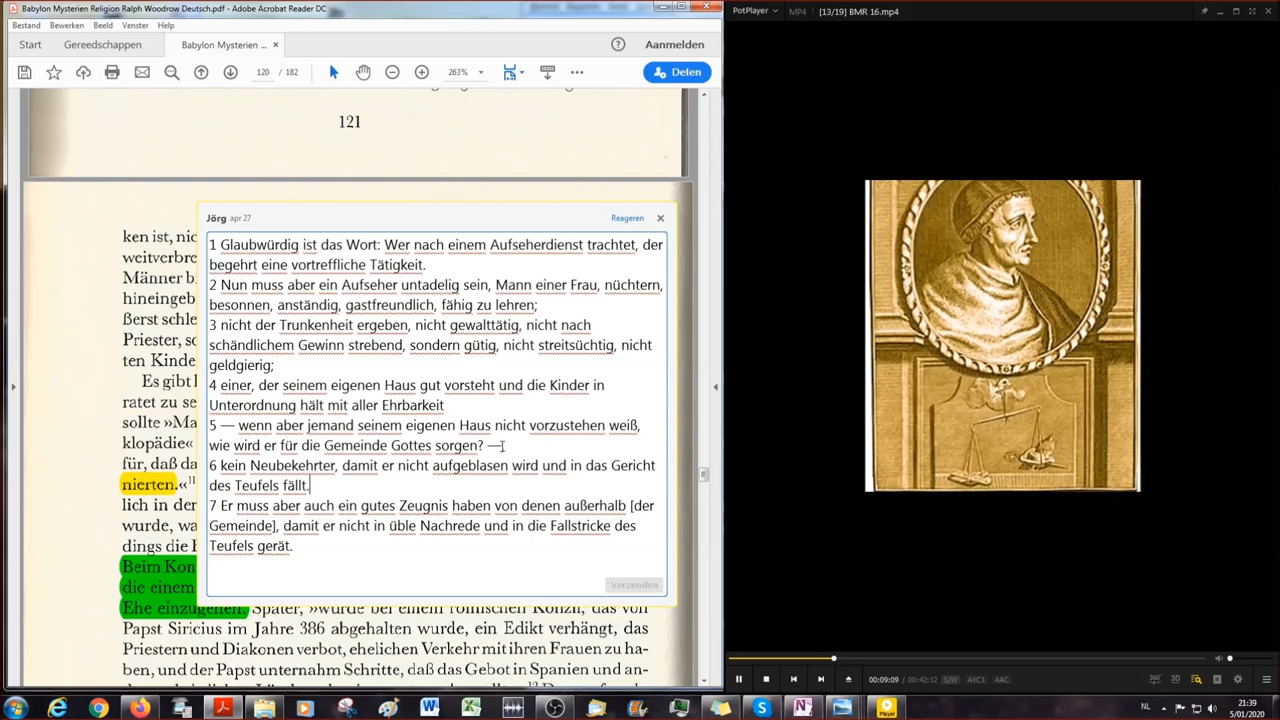 Babylon Mysterien Religion Ralph Woodrow Deutsch.pdf - Adobe Acrobat Reader DC
Bestand Bewerken Beeld Venster Help
Start Gereedschappen Babylon Mysterien ... × Aanmelden
120 / 182 263% Delen
121
ken ist, nic
weitverbre
Männer b
hineingeb
ßerst schle
Priester, sc
ten Kinde
Es gibt
ratet zu se
sollte »Ma
klopädie«
für, daß da
nierten.«11
lich in der
wurde, wa
dings die
Beim Kon
die einem
Ehe einzugehen. Später, »wurde bei einem römischen Konzil, das von
Papst Siricius im Jahre 386 abgehalten wurde, ein Edikt verhängt, das
Priestern und Diakonen verbot, ehelichen Verkehr mit ihren Frauen zu ha-
ben, und der Papst unternahm Schritte, daß das Gebot in Spanien und an-
Jörg apr 27 Reageren ×
1 Glaubwürdig ist das Wort: Wer nach einem Aufseherdienst trachtet, der
begehrt eine vortreffliche Tätigkeit.
2 Nun muss aber ein Aufseher untadelig sein, Mann einer Frau, nüchtern,
besonnen, anständig, gastfreundlich, fähig zu lehren;
3 nicht der Trunkenheit ergeben, nicht gewalttätig, nicht nach
schändlichem Gewinn strebend, sondern gütig, nicht streitsüchtig, nicht
geldgierig;
4 einer, der seinem eigenen Haus gut vorsteht und die Kinder in
Unterordnung hält mit aller Ehrbarkeit
5 — wenn aber jemand seinem eigenen Haus nicht vorzustehen weiß,
wie wird er für die Gemeinde Gottes sorgen? —
6 kein Neubekehrter, damit er nicht aufgeblasen wird und in das Gericht
des Teufels fällt.
7 Er muss aber auch ein gutes Zeugnis haben von denen außerhalb [der
Gemeinde], damit er nicht in üble Nachrede und in die Fallstricke des
Teufels gerät.
Verzenden
PotPlayer MP4 [13/19] BMR 16.mp4
00:09:09 / 00:42:12 S/W AVC1 AAC
NL 21:39
5/01/2020